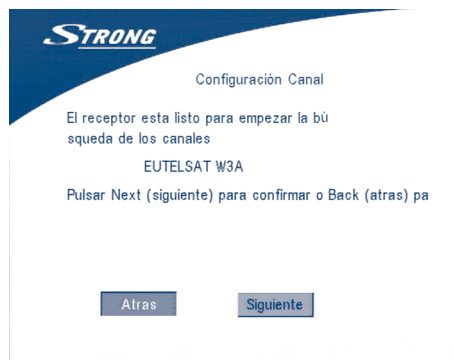 STRONG
Configuración Canal
El receptor esta listo para empezar la bù
squeda de los canales
EUTELSAT W3A
Pulsar Next (siguiente) para confirmar o Back (atras) pa
Atras
Siguiente